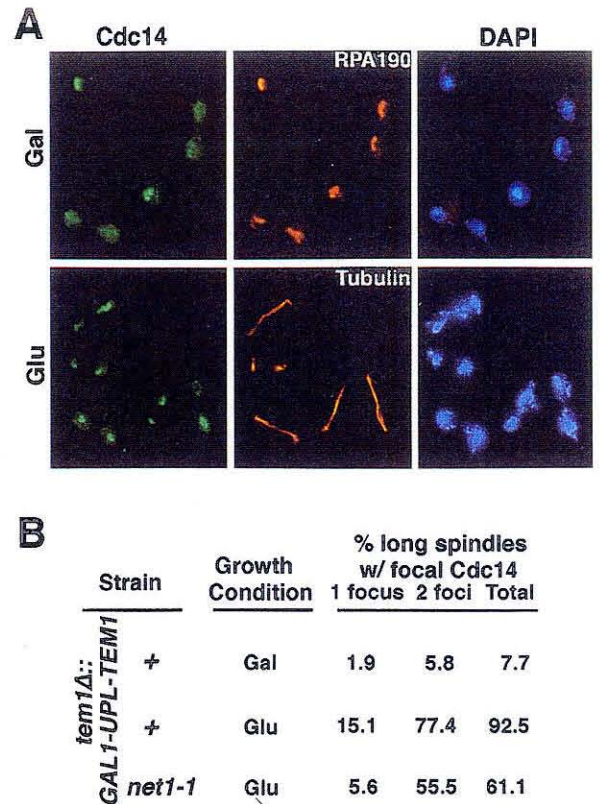 A
Cdc14
DAPI
RPA190
Gal
Tubulin
Glu
B
% long spindles
w/ focal Cdc14
Strain
Growth
Condition
1 focus 2 foci Total
tem1Δ::
GAL1-UPL-TEM1
+ Gal 1.9 5.8 7.7
+ Glu 15.1 77.4 92.5
net1-1 Glu 5.6 55.5 61.1